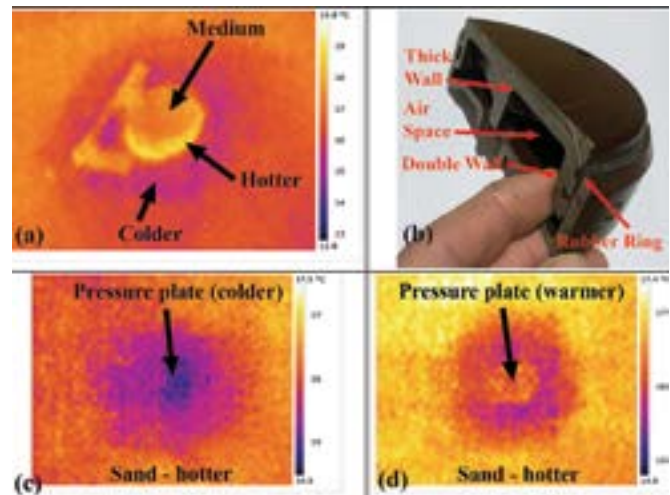 Medium
Hotter
Colder
(a)
Thick
Wall
Air
Space
Double Wall
Rubber Ring
(b)
Pressure plate (colder)
Sand - hotter
(c)
Pressure plate (warmer)
Sand - hotter
(d)